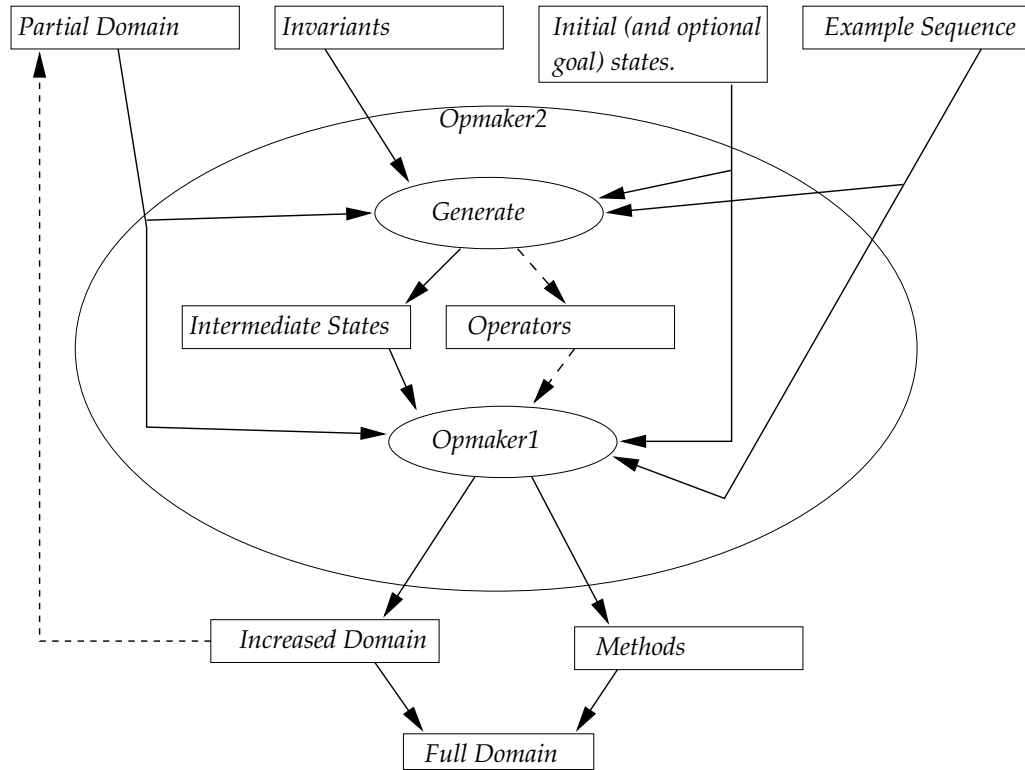 Partial Domain
Invariants
Initial (and optional
goal) states.
Example Sequence
Opmaker2
Generate
Intermediate States
Operators
Opmaker1
Increased Domain
Methods
Full Domain